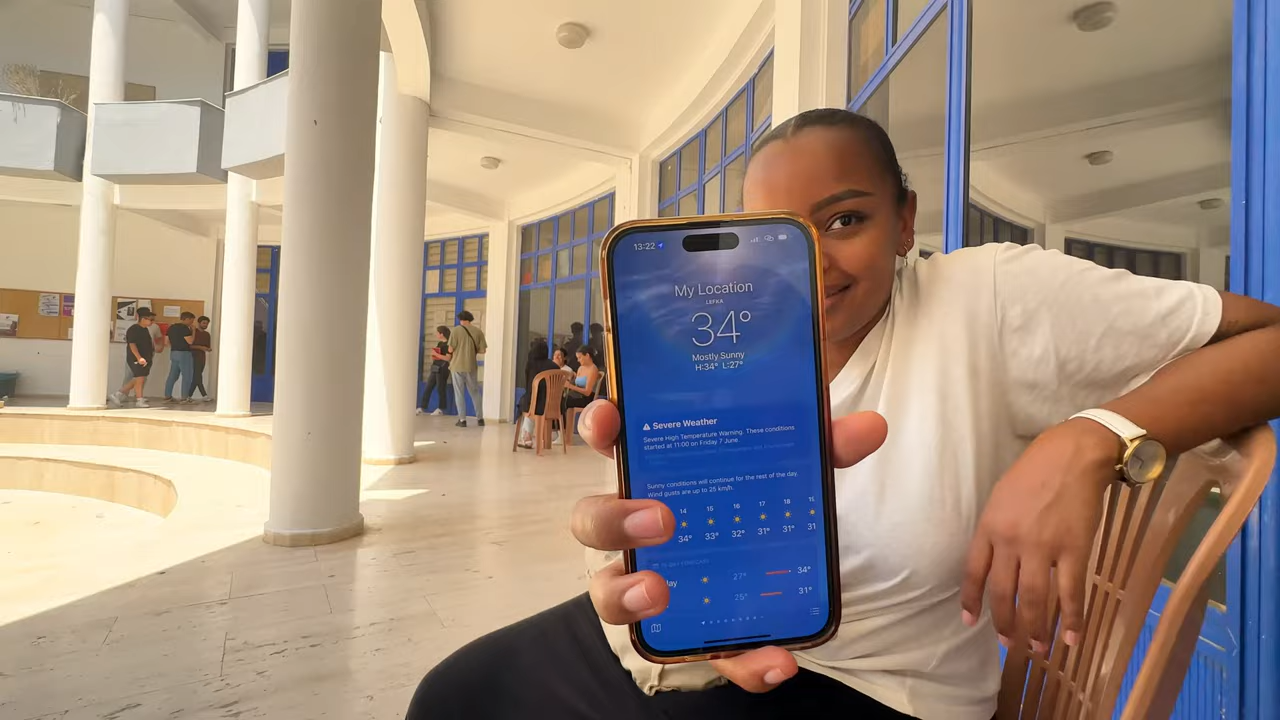 13:22
My Location
LEFKA
34°
Mostly Sunny
H:34° L:27°
Severe Weather
Severe High Temperature Warning. These conditions
started at 11:00 on Friday 7 June.
Sunny conditions will continue for the rest of the day.
Wind gusts are up to 25 km/h.
14 15 16 17 18
34° 33° 32° 31° 31° 31
10-DAY FORECAST
27° 34°
25° 31°